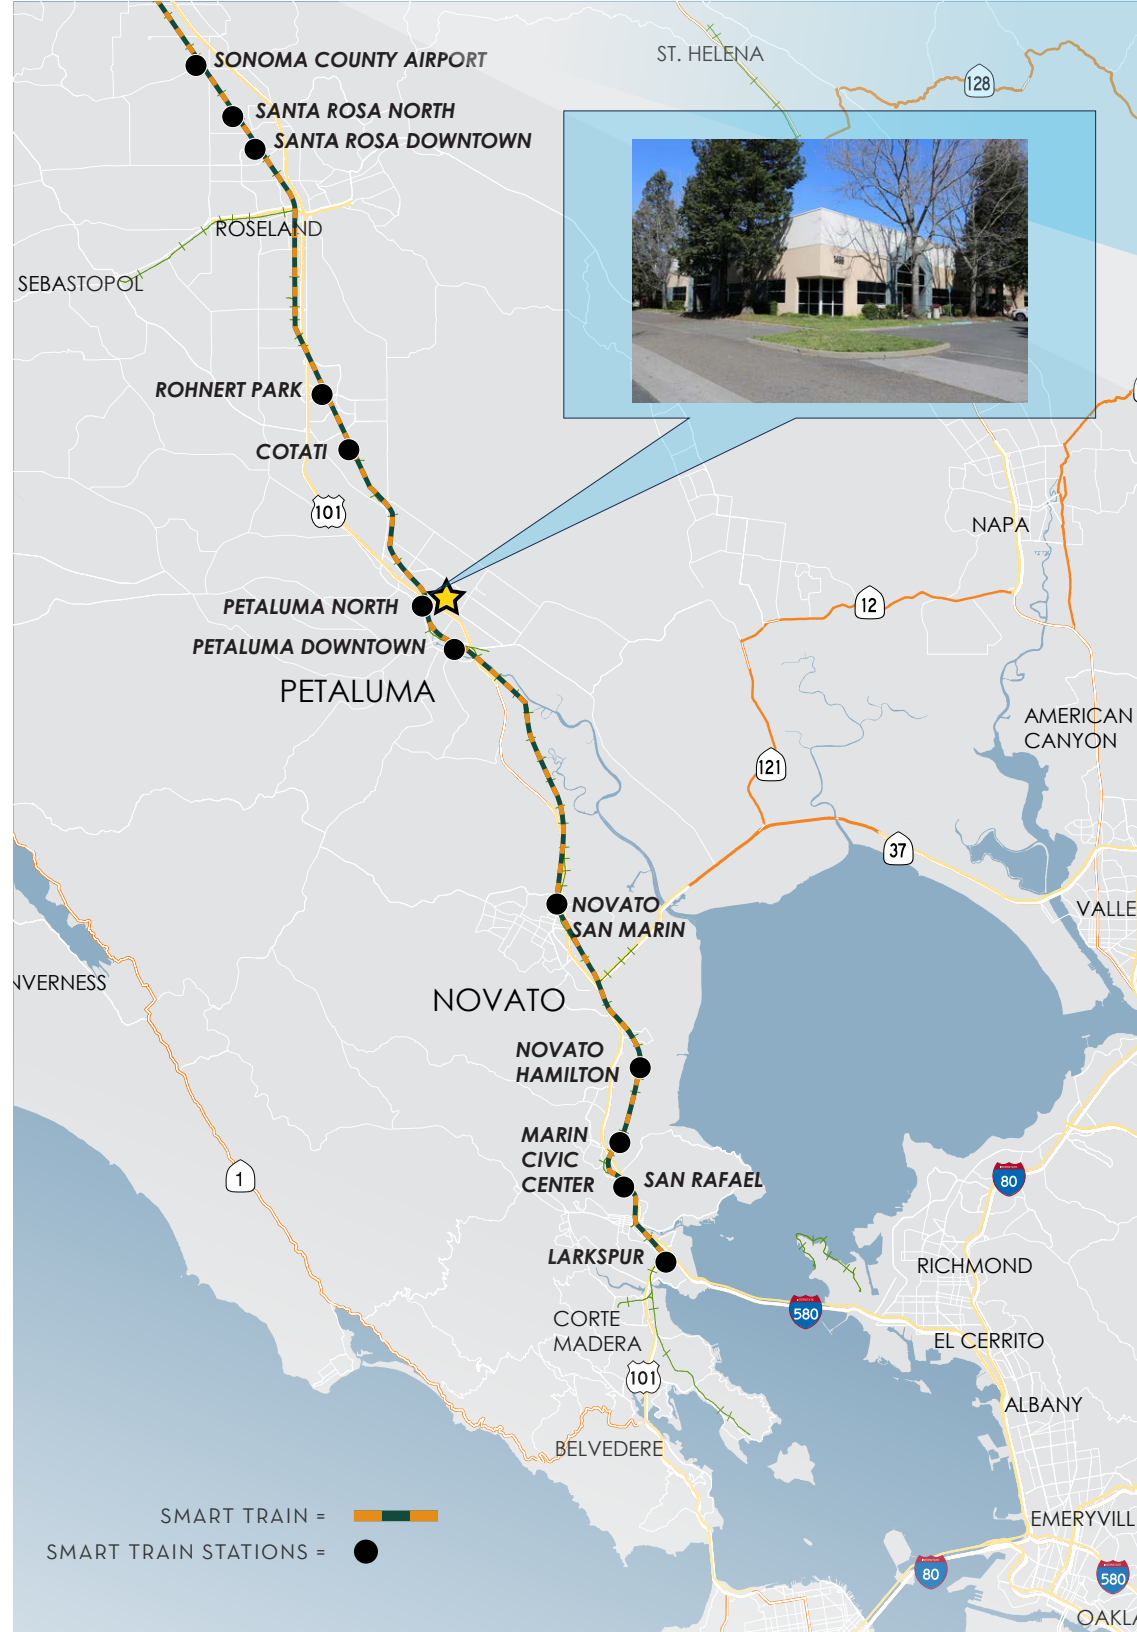 ST. HELENA
128
SONOMA COUNTY AIRPORT
SANTA ROSA NORTH
SANTA ROSA DOWNTOWN
ROSELAND
SEBASTOPOL
ROHNERT PARK
COTATI
101
NAPA
12
PETALUMA NORTH
PETALUMA DOWNTOWN
PETALUMA
AMERICAN
CANYON
121
37
NOVATO
SAN MARIN
VALLE
NVERNESS
NOVATO
NOVATO
HAMILTON
MARIN
CIVIC
CENTER
SAN RAFAEL
1
80
LARKSPUR
RICHMOND
580
CORTE
MADERA
EL CERRITO
101
ALBANY
BELVEDERE
SMART TRAIN =
EMERYVILL
SMART TRAIN STATIONS =
80
580
OAKLA